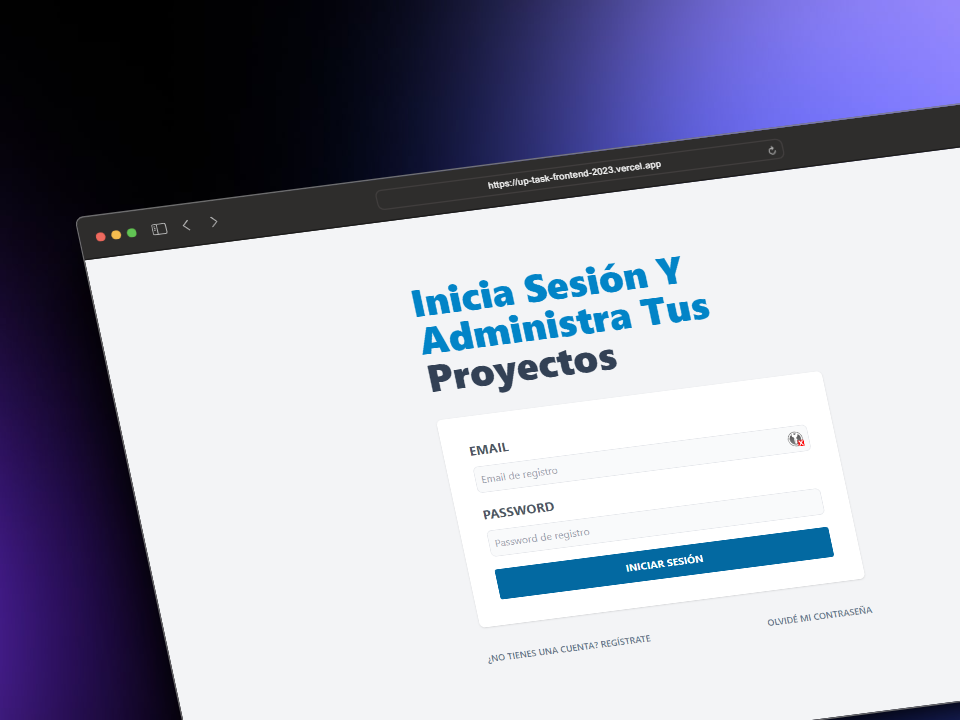 https://up-task-frontend-2023.vercel.app
Inicia Sesión Y
Administra Tus
Proyectos
EMAIL
Email de registro
PASSWORD
Password de registro
INICIAR SESIÓN
¿NO TIENES UNA CUENTA? REGÍSTRATE
OLVIDÉ MI CONTRASEÑA